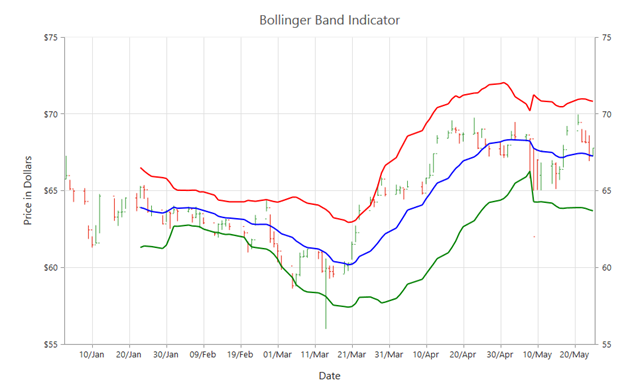 Bollinger Band Indicator
$75
75
$70
70
Price in Dollars
$65
65
$60
60
$55
55
10/Jan 20/Jan 30/Jan 09/Feb 19/Feb 01/Mar 11/Mar 21/Mar 31/Mar 10/Apr 20/Apr 30/Apr 10/May 20/May
Date